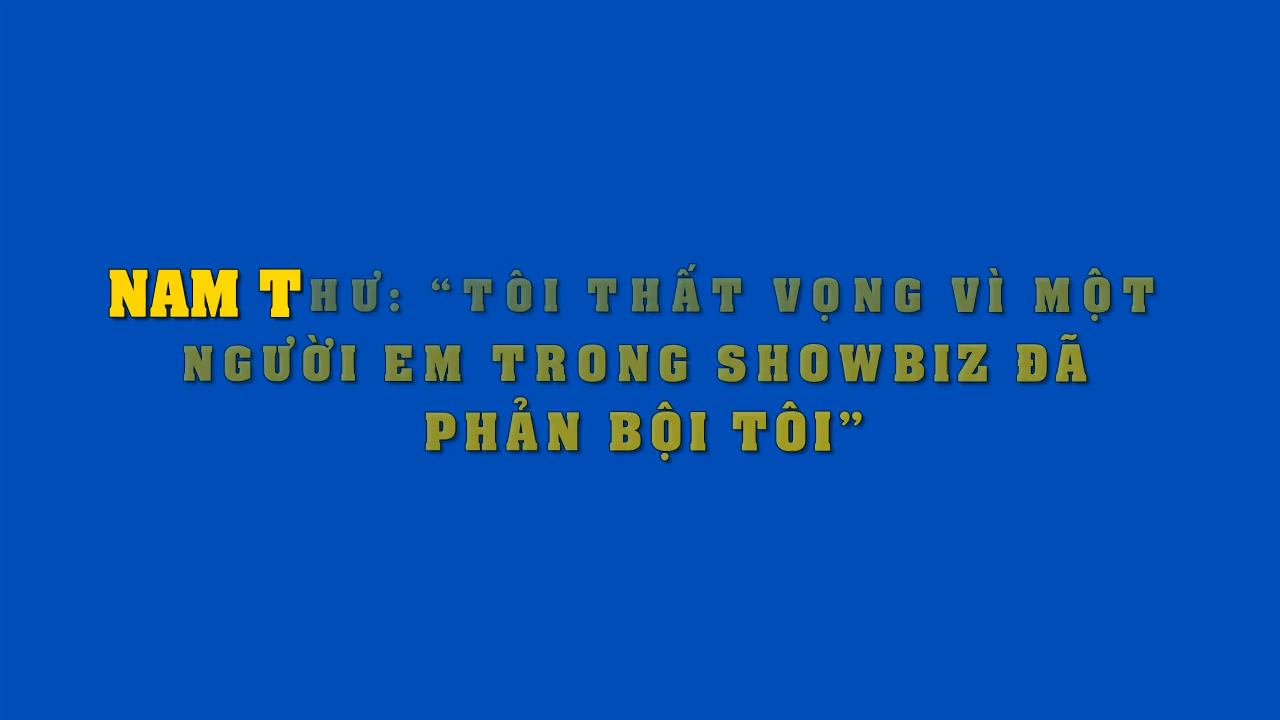 NAM THƯ: “TÔI THẤT VỌNG VÌ MỘT
NGƯỜI EM TRONG SHOWBIZ ĐÃ
PHẢN BỘI TÔI”